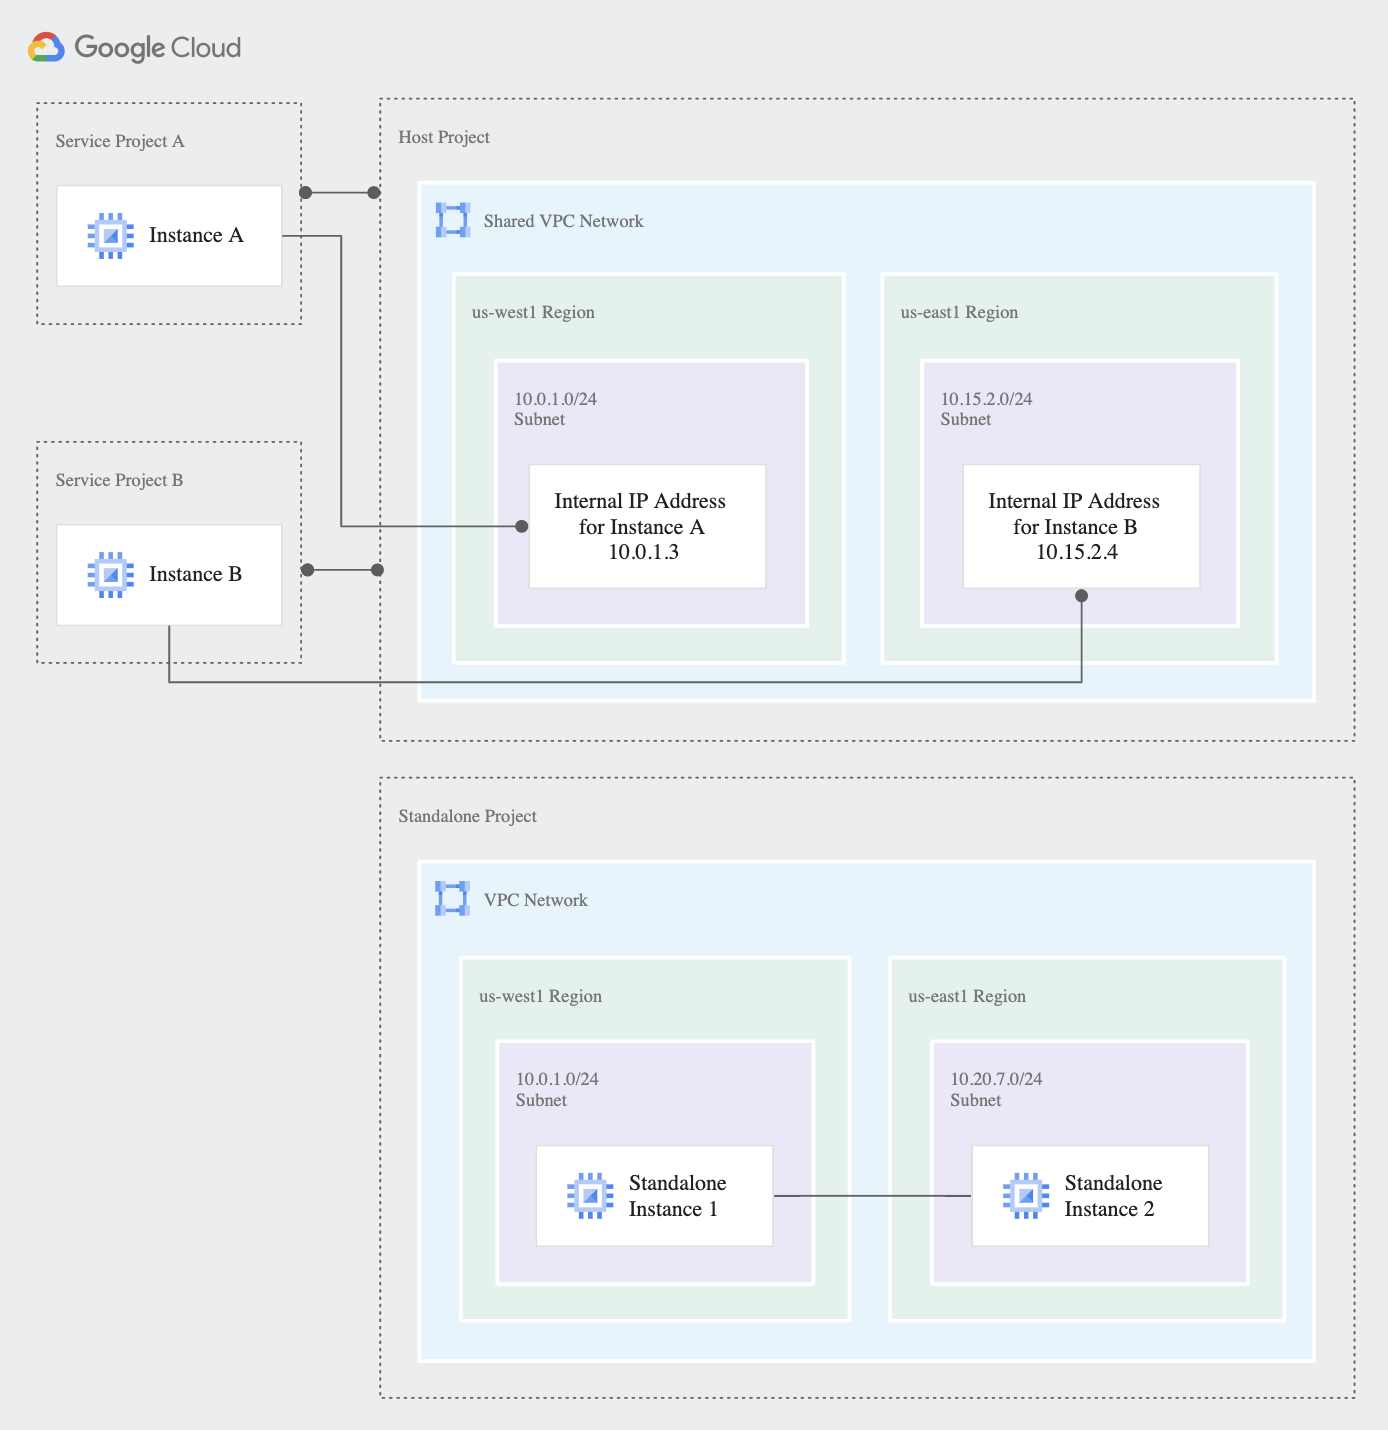 Google Cloud
Service Project A
Instance A
Host Project
Shared VPC Network
us-west1 Region
10.0.1.0/24
Subnet
Internal IP Address
for Instance A
10.0.1.3
us-east1 Region
10.15.2.0/24
Subnet
Internal IP Address
for Instance B
10.15.2.4
Service Project B
Instance B
Standalone Project
VPC Network
us-west1 Region
10.0.1.0/24
Subnet
Standalone
Instance 1
us-east1 Region
10.20.7.0/24
Subnet
Standalone
Instance 2